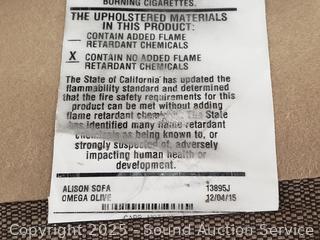 BURNING CIGARETTES.
THE UPHOLSTERED MATERIALS
IN THIS PRODUCT:
__ CONTAIN ADDED FLAME
RETARDANT CHEMICALS
X CONTAIN NO ADDED FLAME
RETARDANT CHEMICALS
The State of California has updated the
flammability standard and determined
that the fire safety requirements for this
product can be met without adding
flame retardant chemicals. The State
has identified many flame retardant
chemicals as being known to, or
strongly suspected of, adversely
impacting human health or
development.
ALISON SOFA 13895J
OMEGA OLIVE 12/04/15
Copyright 2025 - Sound Auction Service